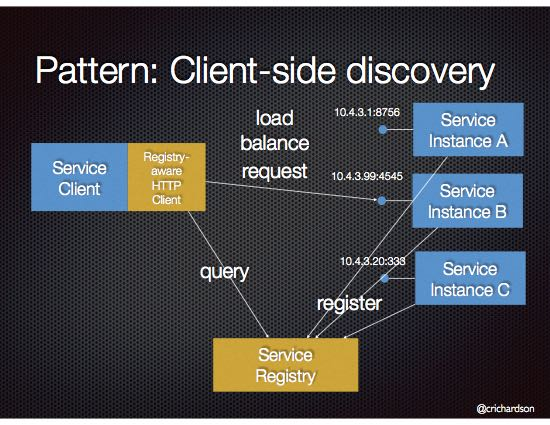 Pattern: Client-side discovery
load
balance
request
10.4.3.1:8756
Service
Instance A
Service
Client
Registry-
aware
HTTP
Client
10.4.3.99:4545
Service
Instance B
query
10.4.3.20:333
Service
Instance C
register
Service
Registry
@crichardson